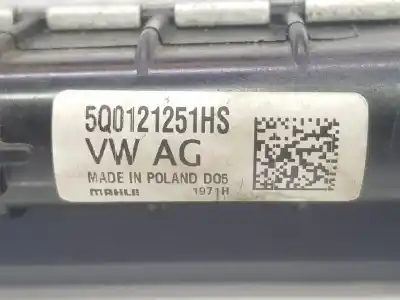 5Q0121251HS
VW AG
MADE IN POLAND D05
MAHLE 1971H